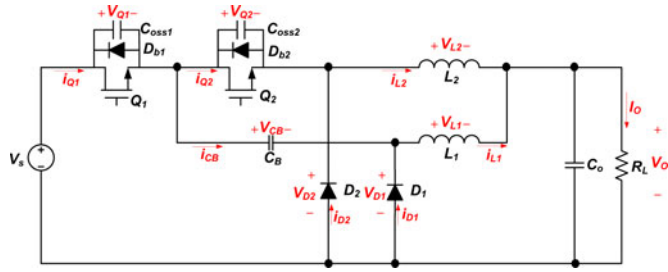 +VQ1− +VQ2−
Coss1 Coss2
Db1 Db2
+VL2−
iQ1 iQ2 iL2
Q1 Q2 L2
IO
+VCB− +VL1−
Vs + − iCB CB L1 iL1 Co RL + VO −
+ VD2 − D2 + VD1 − D1
iD2 iD1